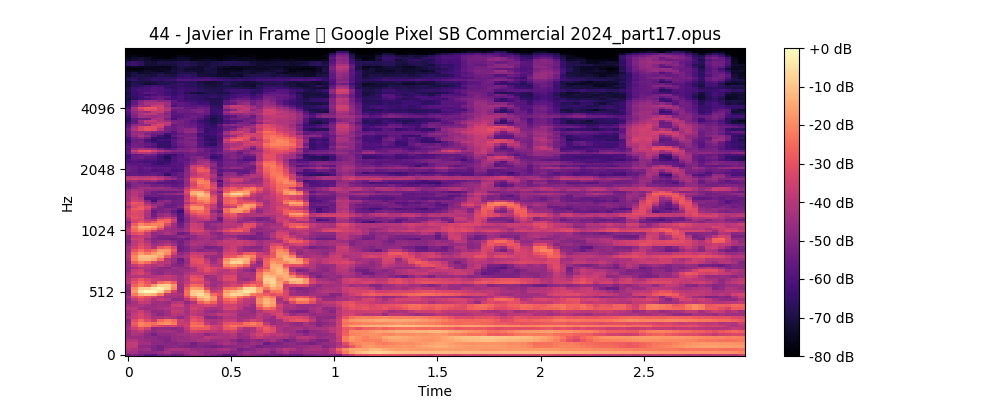 44 - Javier in Frame ▯ Google Pixel SB Commercial 2024_part17.opus
4096
2048
1024
512
0
Hz
0
0.5
1
1.5
2
2.5
Time
+0 dB
-10 dB
-20 dB
-30 dB
-40 dB
-50 dB
-60 dB
-70 dB
-80 dB